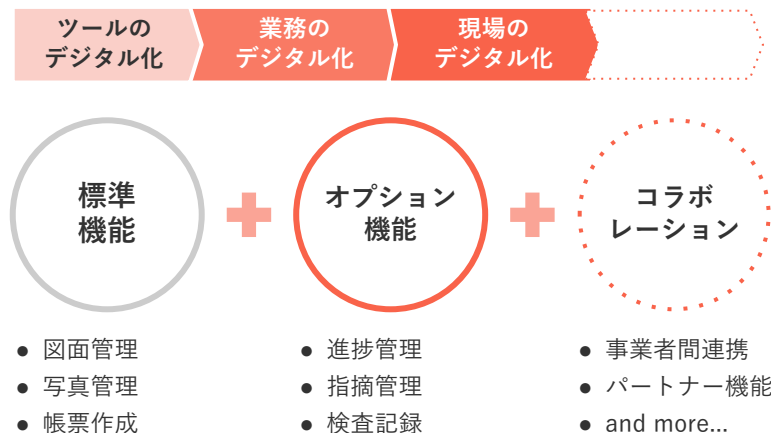 ツールの
デジタル化
業務の
デジタル化
現場の
デジタル化
標準
機能
オプション
機能
コラボ
レーション
● 図面管理
● 写真管理
● 帳票作成
● 進捗管理
● 指摘管理
● 検査記録
● 事業者間連携
● パートナー機能
● and more...